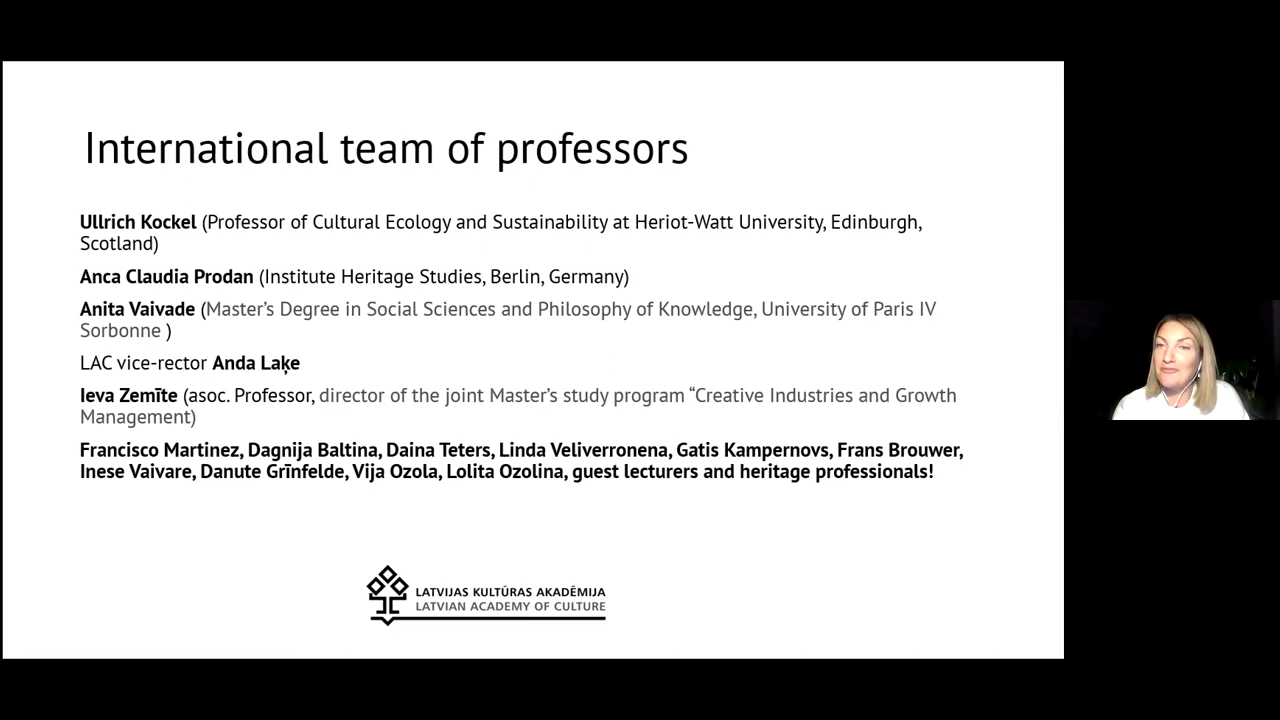 International team of professors
Ullrich Kockel (Professor of Cultural Ecology and Sustainability at Heriot-Watt University, Edinburgh,
Scotland)
Anca Claudia Prodan (Institute Heritage Studies, Berlin, Germany)
Anita Vaivade (Master’s Degree in Social Sciences and Philosophy of Knowledge, University of Paris IV
Sorbonne )
LAC vice-rector Anda Laķe
Ieva Zemīte (asoc. Professor, director of the joint Master’s study program “Creative Industries and Growth
Management)
Francisco Martinez, Dagnija Baltina, Daina Teters, Linda Veliverronena, Gatis Kampernovs, Frans Brouwer,
Inese Vaivare, Danute Grīnfelde, Vija Ozola, Lolita Ozolina, guest lecturers and heritage professionals!
LATVIJAS KULTŪRAS AKADĒMIJA
LATVIAN ACADEMY OF CULTURE